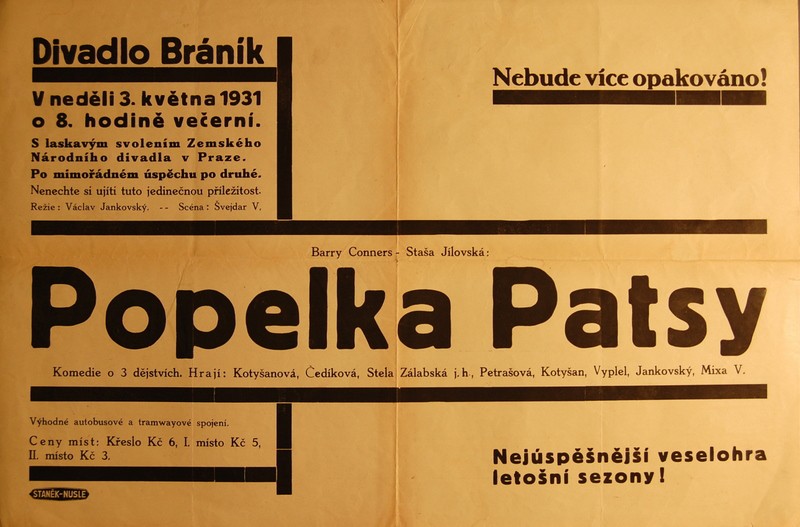 Divadlo Bráník
V neděli 3. května 1931
o 8. hodině večerní.
S laskavým svolením Zemského
Národního divadla v Praze.
Po mimořádném úspěchu po druhé.
Nenechte si ujíti tuto jedinečnou příležitost.
Režie: Václav Jankovský. -- Scéna: Švejdar V.
Nebude více opakováno!
Barry Conners - Staša Jílovská:
Popelka Patsy
Komedie o 3 dějstvích. Hrají: Kotyšanová, Čedíková, Stela Zálabská j. h., Petrašová, Kotyšan, Vyplel, Jankovský, Mixa V.
Výhodné autobusové a tramwayové spojení.
Ceny míst: Křeslo Kč 6, I. místo Kč 5,
II. místo Kč 3.
STANĚK-NUSLE
Nejúspěšnější veselohra
letošní sezony!